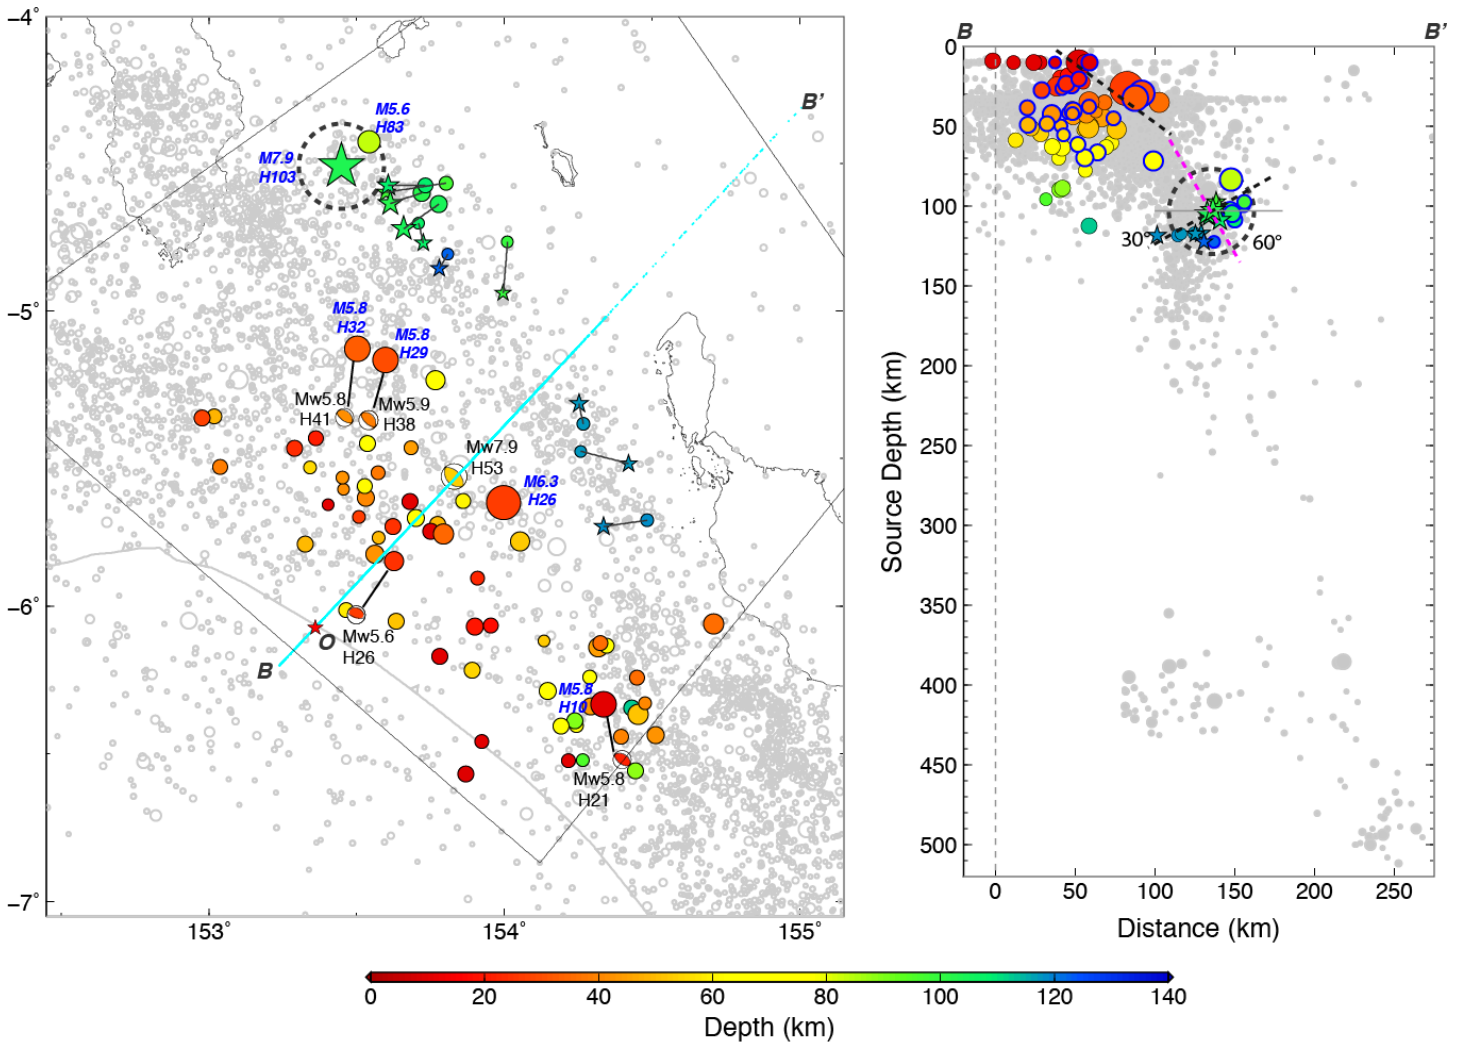 −4°
−5°
−6°
−7°
153°
154°
155°
M5.6
H83
M7.9
H103
B'
M5.8
H32
M5.8
H29
Mw5.8
H41
Mw5.9
H38
Mw7.9
H53
M6.3
H26
B
O
Mw5.6
H26
M5.8
H10
Mw5.8
H21
B
B'
0
50
100
150
200
250
300
350
400
450
500
Source Depth (km)
30°
60°
0
50
100
150
200
250
Distance (km)
0
20
40
60
80
100
120
140
Depth (km)